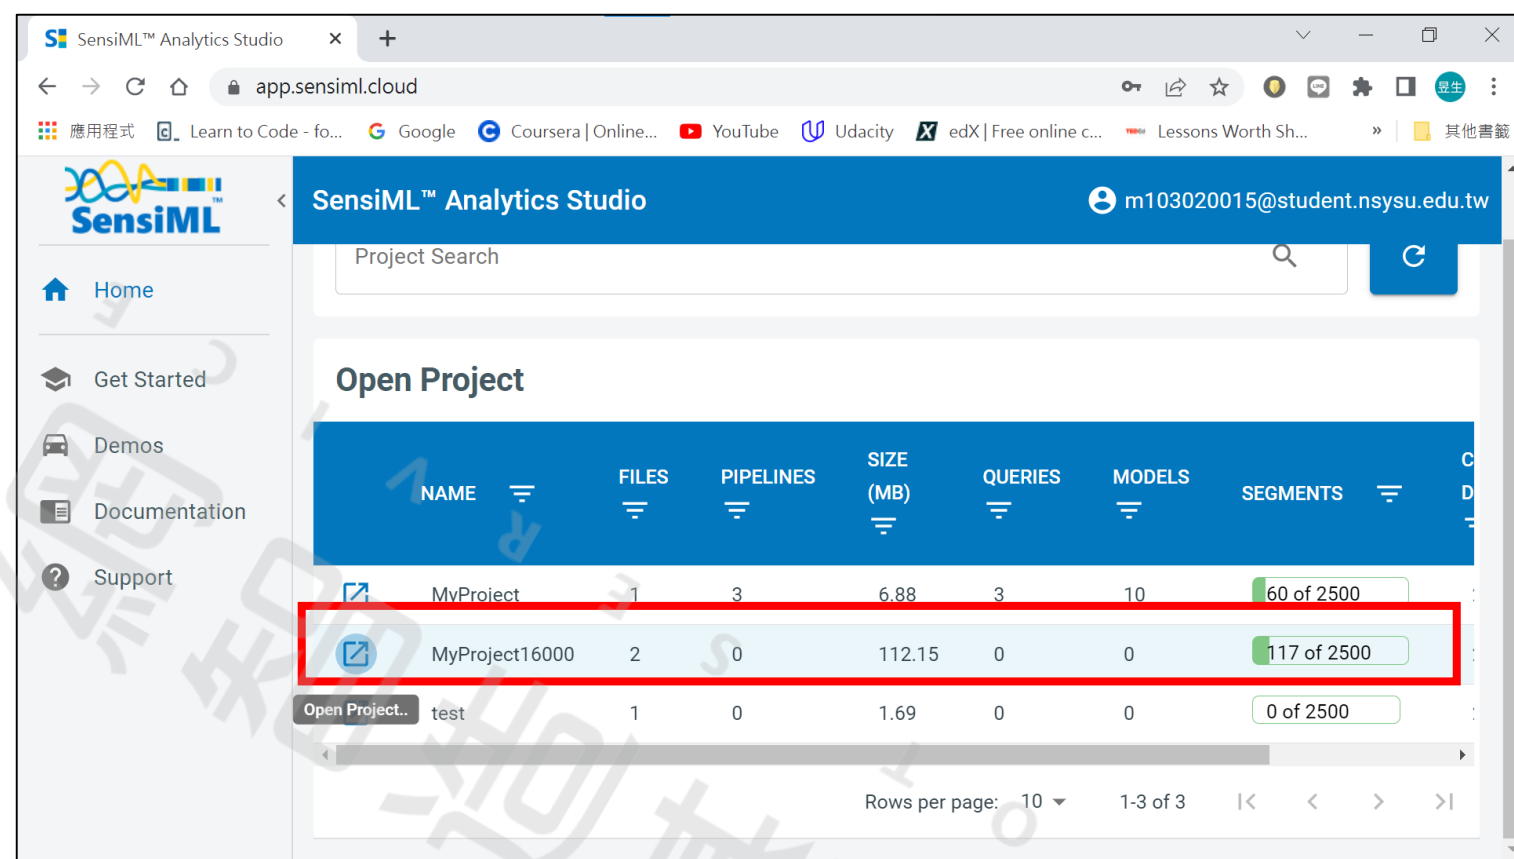 SensiML™ Analytics Studio
app.sensiml.cloud
昱生
應用程式 Learn to Code - fo... Google Coursera | Online... YouTube Udacity edX | Free online c... Lessons Worth Sh... » 其他書籤
SensiML™
SensiML™ Analytics Studio
m103020015@student.nsysu.edu.tw
Home
Get Started
Demos
Documentation
Support
Project Search
Open Project
NAME FILES PIPELINES SIZE (MB) QUERIES MODELS SEGMENTS
MyProject 1 3 6.88 3 10 60 of 2500
MyProject16000 2 0 112.15 0 0 117 of 2500
Open Project..
test 1 0 1.69 0 0 0 of 2500
Rows per page: 10 1-3 of 3